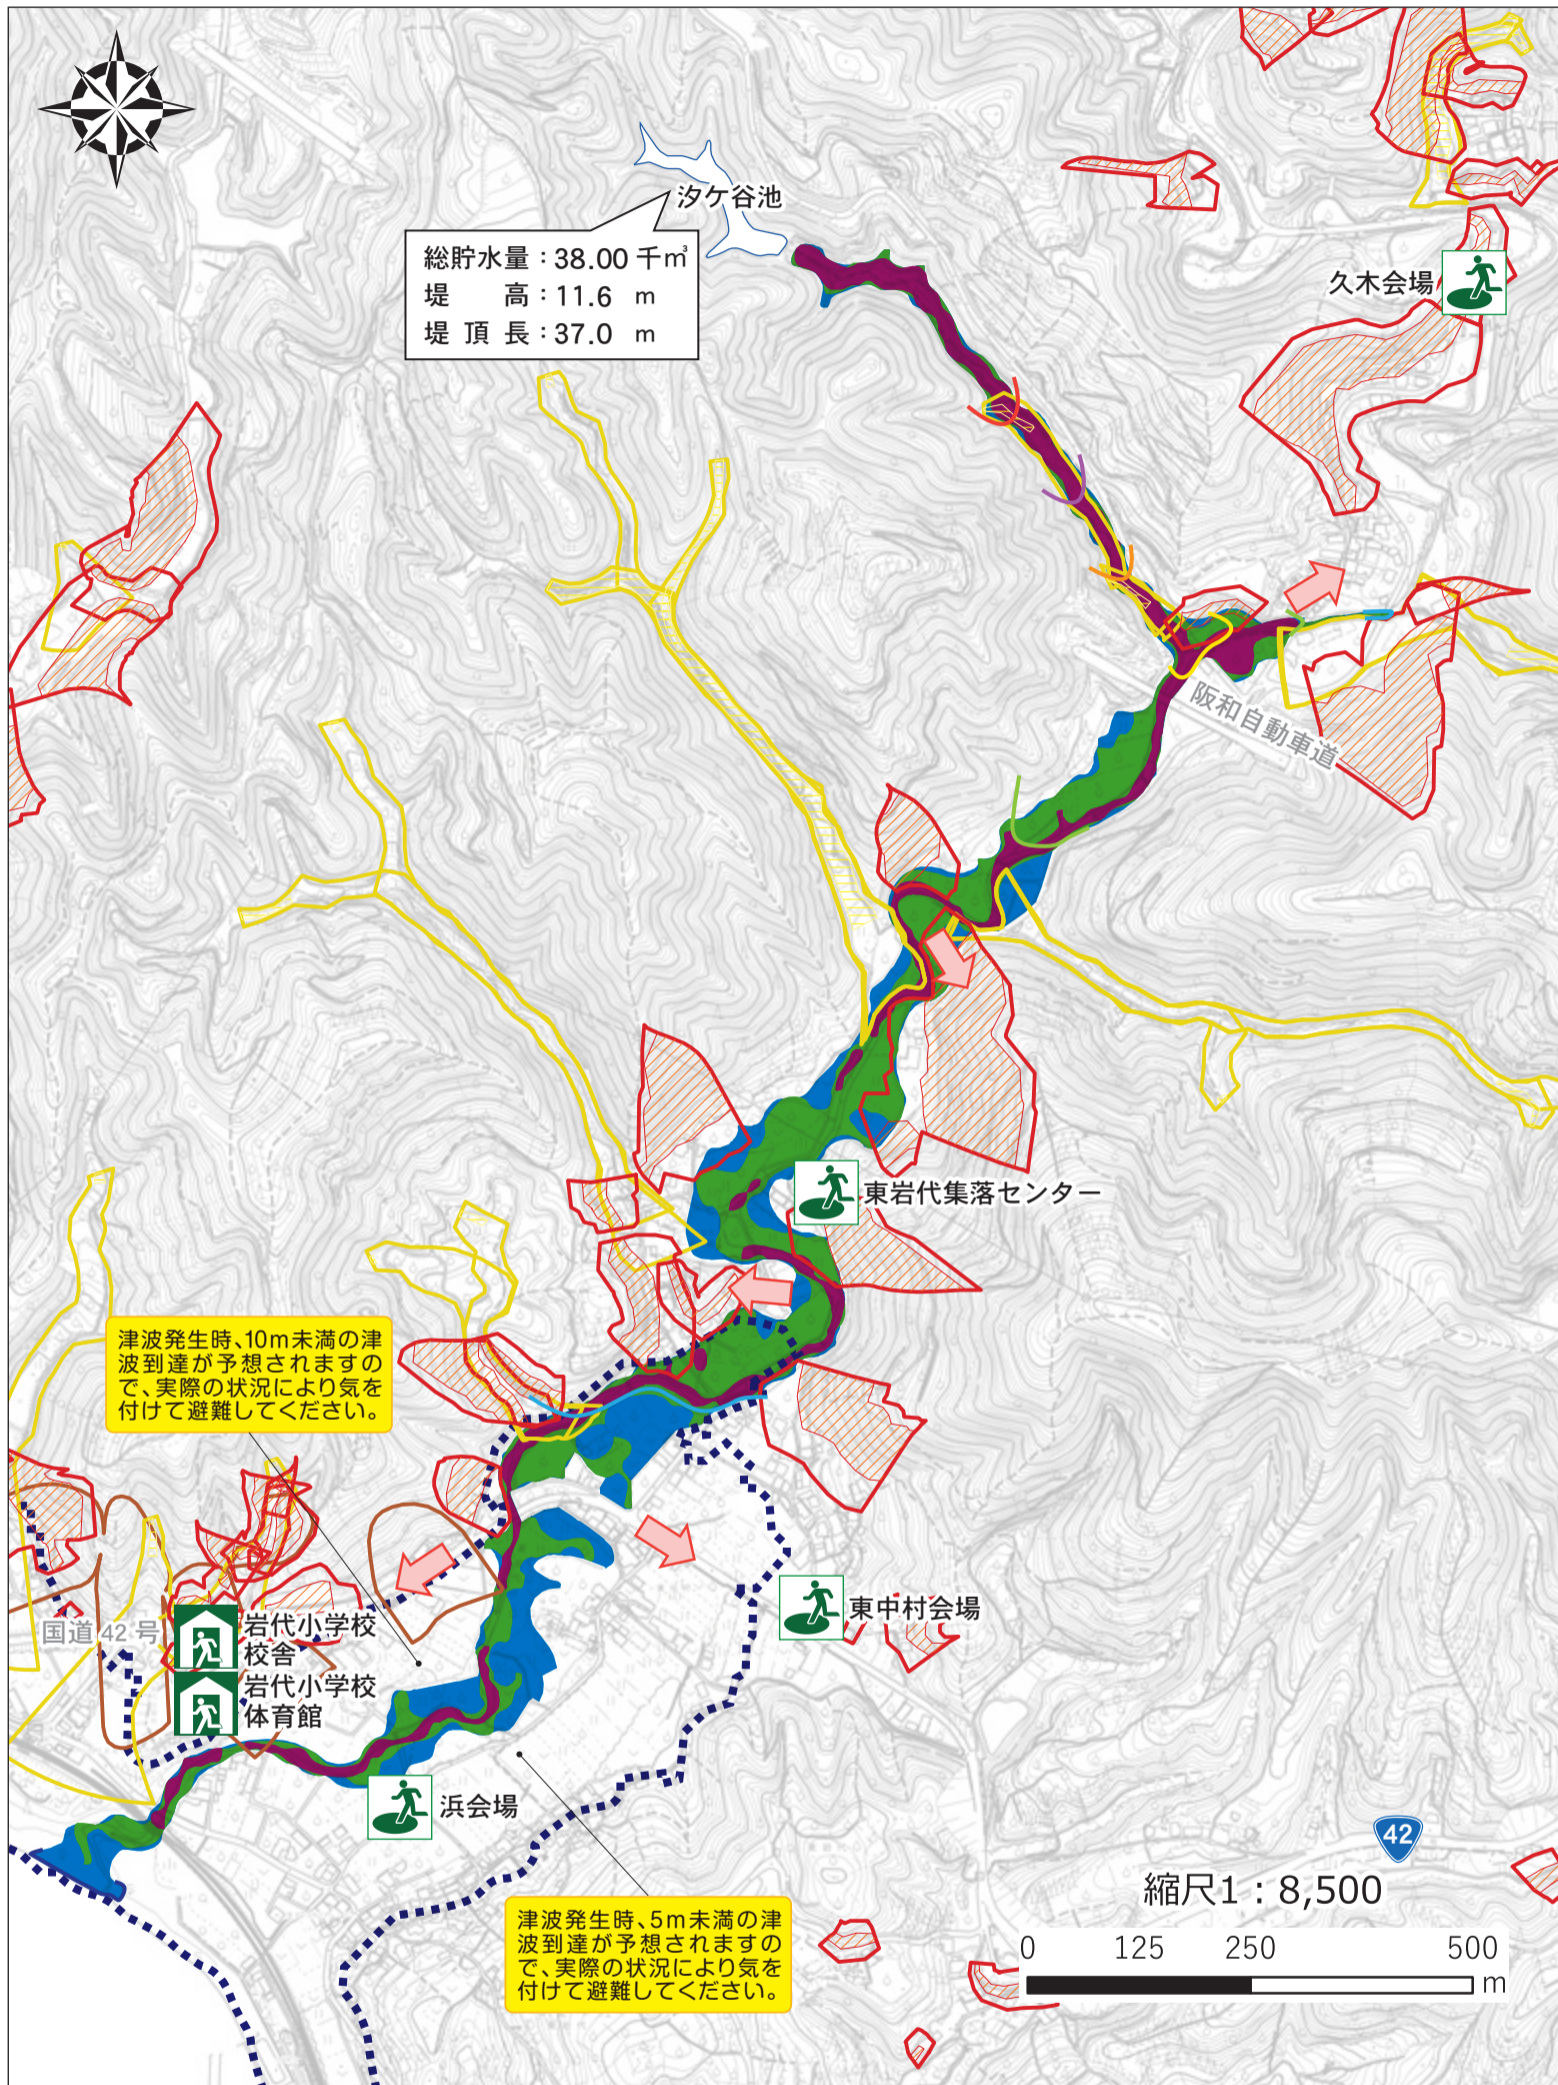 汐ケ谷池
総貯水量：38.00 千㎥
堤　　高：11.6 m
堤 頂 長：37.0 m
久木会場
阪和自動車道
東岩代集落センター
津波発生時、10m未満の津
波到達が予想されますの
で、実際の状況により気を
付けて避難してください。
国道 42 号
岩代小学校
校舎
岩代小学校
体育館
東中村会場
浜会場
津波発生時、5m未満の津
波到達が予想されますの
で、実際の状況により気を
付けて避難してください。
42
縮尺1：8,500
0 125 250 500
m